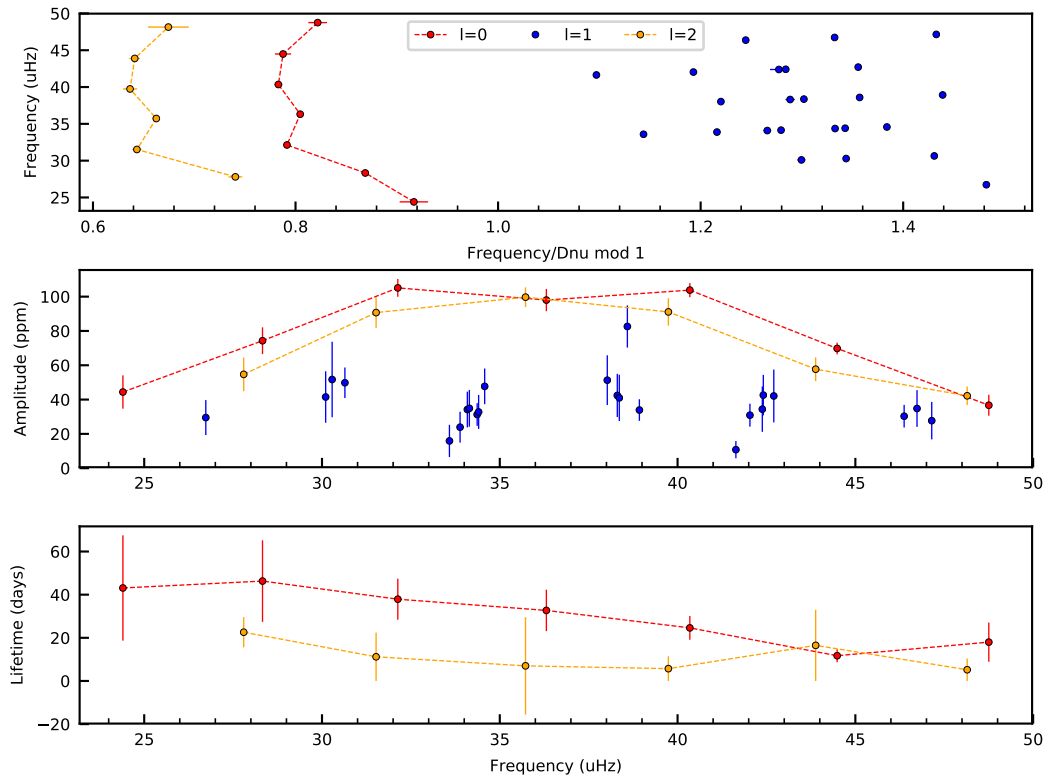 50
45
40
35
30
25
Frequency (uHz)
l=0 l=1 l=2
0.6 0.8 1.0 1.2 1.4
Frequency/Dnu mod 1
100
80
60
40
20
0
Amplitude (ppm)
25 30 35 40 45 50
60
40
20
0
−20
Lifetime (days)
25 30 35 40 45 50
Frequency (uHz)